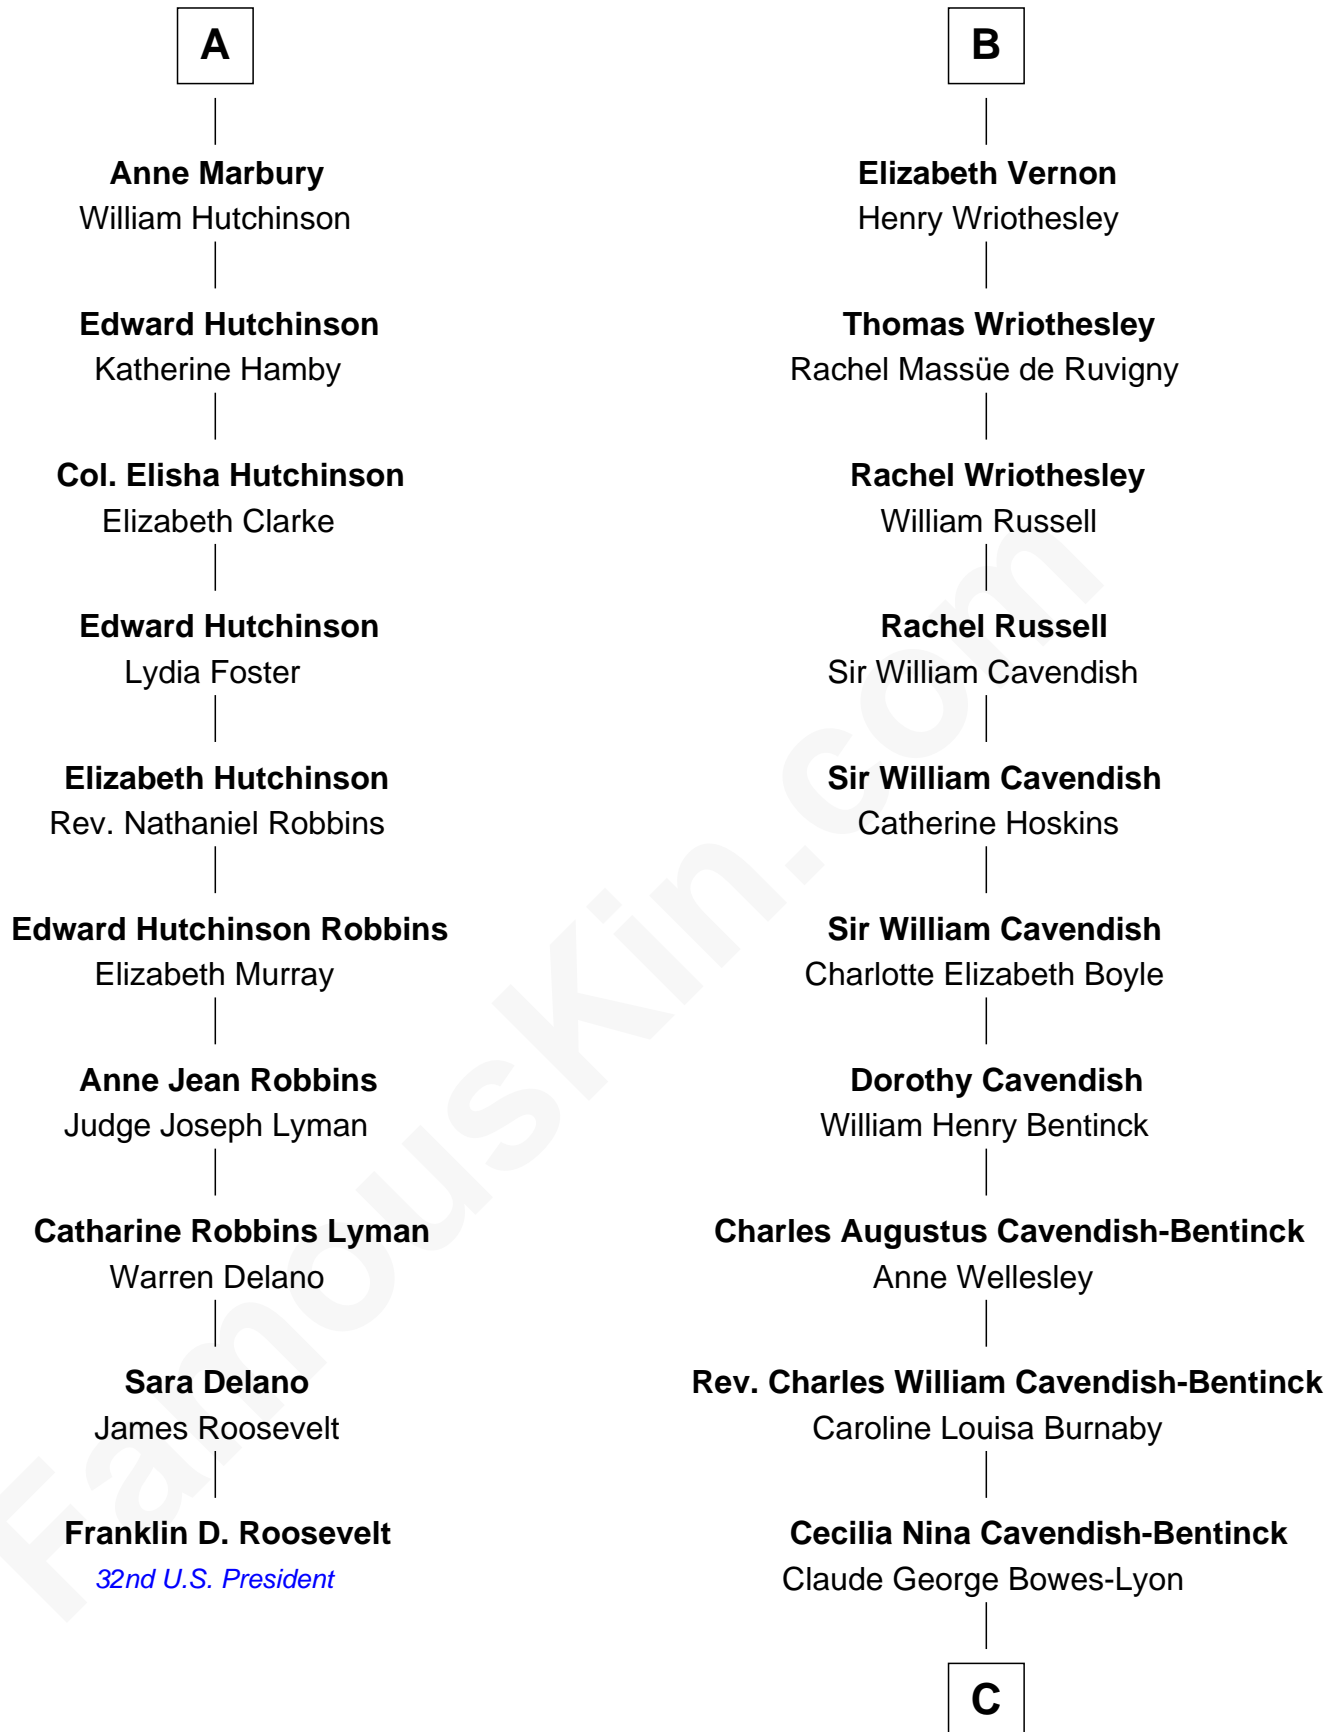 A
Anne Marbury
William Hutchinson
Edward Hutchinson
Katherine Hamby
Col. Elisha Hutchinson
Elizabeth Clarke
Edward Hutchinson
Lydia Foster
Elizabeth Hutchinson
Rev. Nathaniel Robbins
Edward Hutchinson Robbins
Elizabeth Murray
Anne Jean Robbins
Judge Joseph Lyman
Catharine Robbins Lyman
Warren Delano
Sara Delano
James Roosevelt
Franklin D. Roosevelt
32nd U.S. President
B
Elizabeth Vernon
Henry Wriothesley
Thomas Wriothesley
Rachel Massüe de Ruvigny
Rachel Wriothesley
William Russell
Rachel Russell
Sir William Cavendish
Sir William Cavendish
Catherine Hoskins
Sir William Cavendish
Charlotte Elizabeth Boyle
Dorothy Cavendish
William Henry Bentinck
Charles Augustus Cavendish-Bentinck
Anne Wellesley
Rev. Charles William Cavendish-Bentinck
Caroline Louisa Burnaby
Cecilia Nina Cavendish-Bentinck
Claude George Bowes-Lyon
C
FamousKin.com